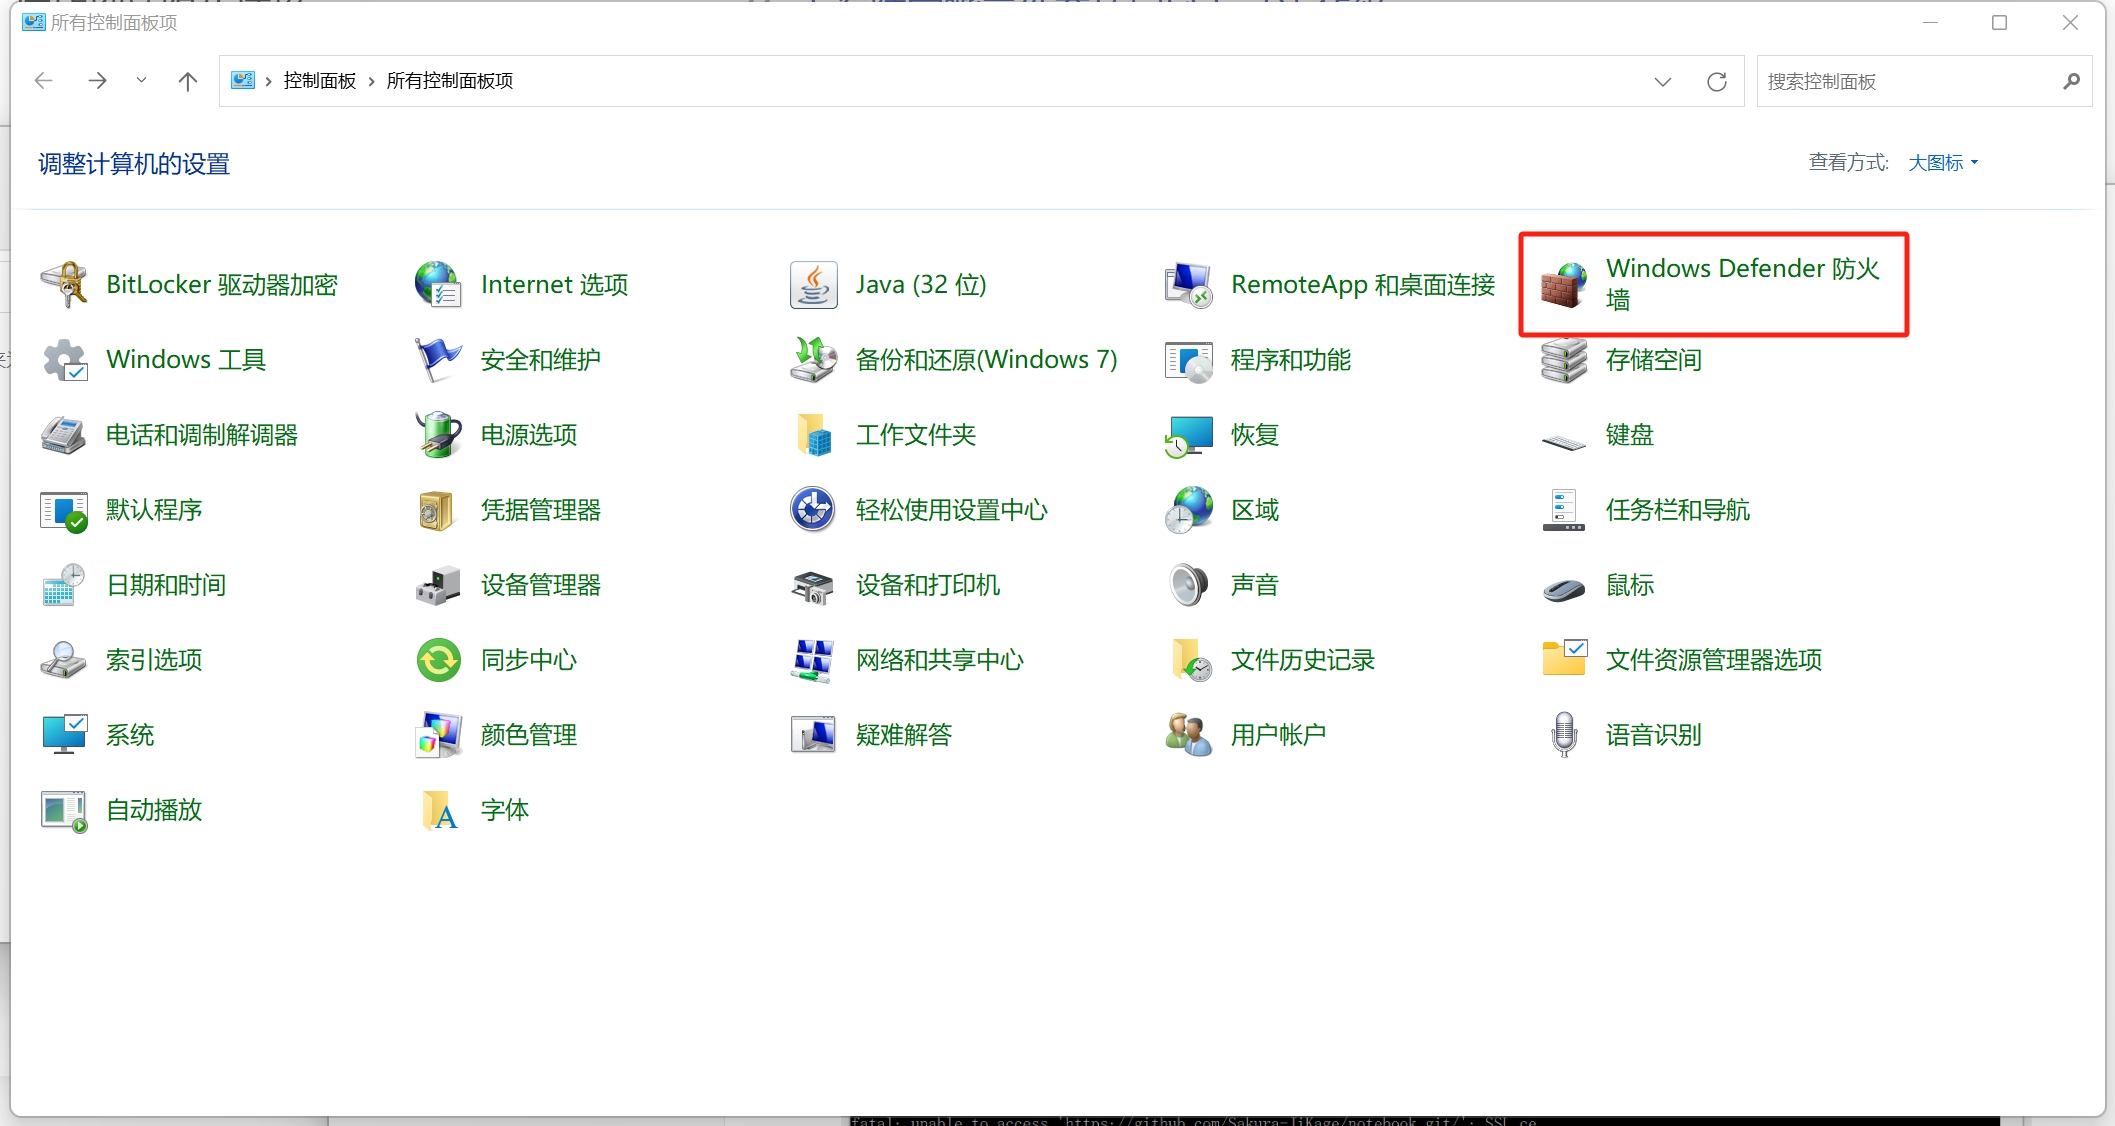 所有控制面板项
控制面板 › 所有控制面板项
搜索控制面板
调整计算机的设置
查看方式: 大图标
BitLocker 驱动器加密
Internet 选项
Java (32 位)
RemoteApp 和桌面连接
Windows Defender 防火
墙
Windows 工具
安全和维护
备份和还原(Windows 7)
程序和功能
存储空间
电话和调制解调器
电源选项
工作文件夹
恢复
键盘
默认程序
凭据管理器
轻松使用设置中心
区域
任务栏和导航
日期和时间
设备管理器
设备和打印机
声音
鼠标
索引选项
同步中心
网络和共享中心
文件历史记录
文件资源管理器选项
系统
颜色管理
疑难解答
用户帐户
语音识别
自动播放
字体
fatal: unable to access 'https://github.com/Sakura-JiKage/notebook.git/': SSL ce